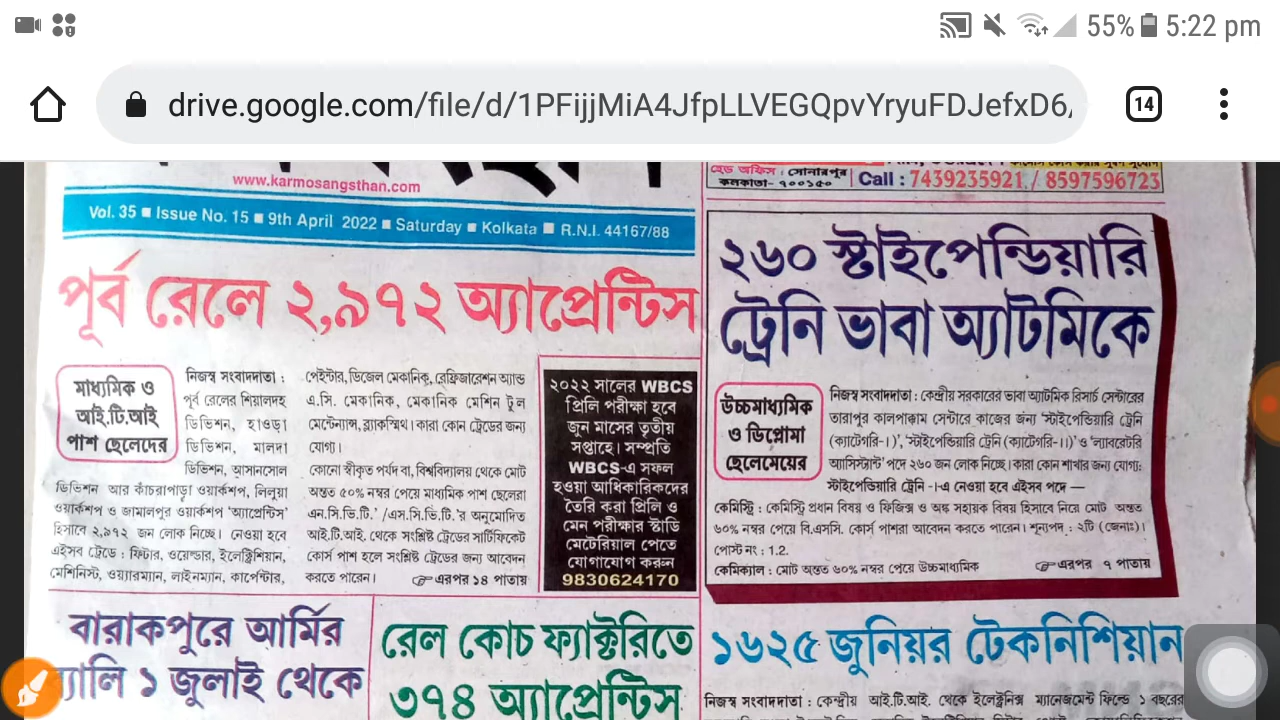 55% 5:22 pm
drive.google.com/file/d/1PFijjMiA4JfpLLVEGQpvYryuFDJefxD6
14
www.karmosangsthan.com
Vol. 35 ■ Issue No. 15 ■ 9th April 2022 ■ Saturday ■ Kolkata ■ R.N.I. 44167/88
হেড অফিস : সোনারপুর
কলকাতা- ৭০০১৫০
Call : 7439235921 / 8597596723
পূর্ব রেলে ২,৯৭২ অ্যাপ্রেন্টিস
মাধ্যমিক ও
আই.টি.আই
পাশ ছেলেদের
নিজস্ব সংবাদদাতা :
পূর্ব রেলের শিয়ালদহ
ডিভিশন, হাওড়া
ডিভিশন, মালদা
ডিভিশন, আসানসোল
ডিভিশন আর কাঁচরাপাড়া ওয়ার্কশপ, লিলুয়া
ওয়ার্কশপ ও জামালপুর ওয়ার্কশপ 'অ্যাপ্রেন্টিস'
হিসাবে ২,৯৭২ জন লোক নিচ্ছে। নেওয়া হবে
এইসব ট্রেডে : ফিটার, ওয়েল্ডার, ইলেক্ট্রিশিয়ান,
মেশিনিস্ট, ওয়্যারম্যান, লাইনম্যান, কার্পেন্টার,
পেইন্টার, ডিজেল মেকানিক, রেফ্রিজারেশন অ্যান্ড
এ.সি. মেকানিক, মেকানিক মেশিন টুল
মেন্টেন্যান্স, ব্ল্যাকস্মিথ। কারা কোন ট্রেডের জন্য
যোগ্য।
কোনো স্বীকৃত পর্ষদ বা, বিশ্ববিদ্যালয় থেকে মোট
অন্তত ৫০% নম্বর পেয়ে মাধ্যমিক পাশ ছেলেরা
এন.সি.ভি.টি.' /এস.সি.ভি.টি.'র অনুমোদিত
আই.টি.আই. থেকে সংশ্লিষ্ট ট্রেডের সার্টিফিকেট
কোর্স পাশ হলে সংশ্লিষ্ট ট্রেডের জন্য আবেদন
করতে পারেন। ☞ এরপর ১৪ পাতায়
২০২২ সালের WBCS
প্রিলি পরীক্ষা হবে
জুন মাসের তৃতীয়
সপ্তাহে। সম্প্রতি
WBCS-এ সফল
হওয়া আধিকারিকদের
তৈরি করা প্রিলি ও
মেন পরীক্ষার স্টাডি
মেটেরিয়াল পেতে
যোগাযোগ করুন
9830624170
২৬০ স্টাইপেন্ডিয়ারি
ট্রেনি ভাবা অ্যাটমিকে
উচ্চমাধ্যমিক
ও ডিপ্লোমা
ছেলেমেয়ের
নিজস্ব সংবাদদাতা : কেন্দ্রীয় সরকারের ভাবা অ্যাটমিক রিসার্চ সেন্টারের
তারাপুর কালপাক্কাম সেন্টারে কাজের জন্য 'স্টাইপেন্ডিয়ারি ট্রেনি
(ক্যাটেগরি-।)', 'স্টাইপেন্ডিয়ারি ট্রেনি (ক্যাটেগরি-।।)' ও 'ল্যাবরেটরি
অ্যাসিস্ট্যান্ট' পদে ২৬০ জন লোক নিচ্ছে। কারা কোন শাখার জন্য যোগ্য:
স্টাইপেন্ডিয়ারি ট্রেনি -।-এ নেওয়া হবে এইসব পদে —
কেমিস্ট্রি : কেমিস্ট্রি প্রধান বিষয় ও ফিজিক্স ও অঙ্ক সহায়ক বিষয় হিসাবে নিয়ে মোট অন্তত
৬০% নম্বর পেয়ে বি.এসসি. কোর্স পাশরা আবেদন করতে পারেন। শূন্যপদ : ২টি (জেনাঃ)।
পোস্ট নং : 1.2.
কেমিক্যাল : মোট অন্তত ৬০% নম্বর পেয়ে উচ্চমাধ্যমিক ☞ এরপর ৭ পাতায়
বারাকপুরে আর্মির
র‍্যালি ১ জুলাই থেকে
রেল কোচ ফ্যাক্টরিতে
৩৭৪ অ্যাপ্রেন্টিস
১৬২৫ জুনিয়র টেকনিশিয়ান
নিজস্ব সংবাদদাতা : কেন্দ্রীয় আই.টি.আই. থেকে ইলেক্ট্রনিক্স ম্যানেজমেন্ট ফিল্ডে ১ বছরের